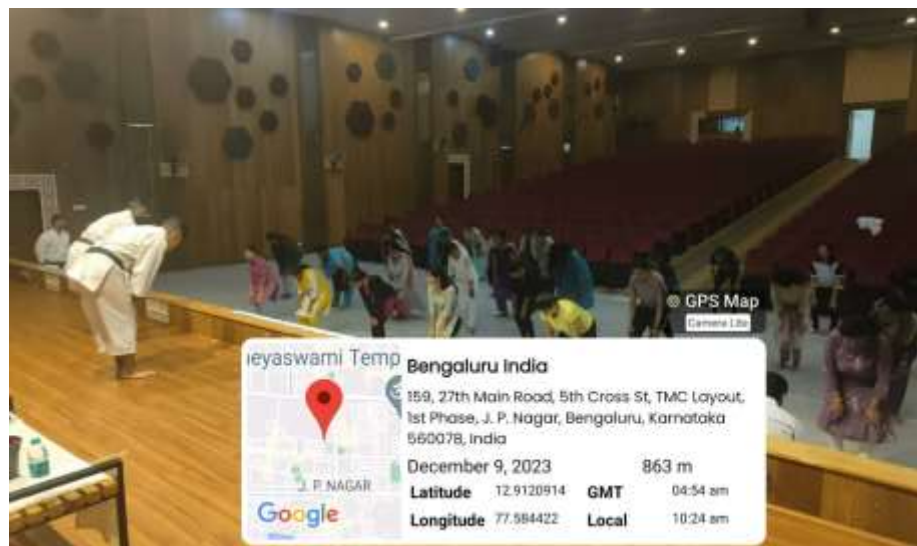 GPS Map
Camera Lite
eyaswami Temp
J. P. NAGAR
Google
Bengaluru India
159, 27th Main Road, 5th Cross St, TMC Layout,
1st Phase, J. P. Nagar, Bengaluru, Karnataka
560078, India
December 9, 2023 863 m
Latitude 12.9120914 GMT 04:54 am
Longitude 77.584422 Local 10:24 am